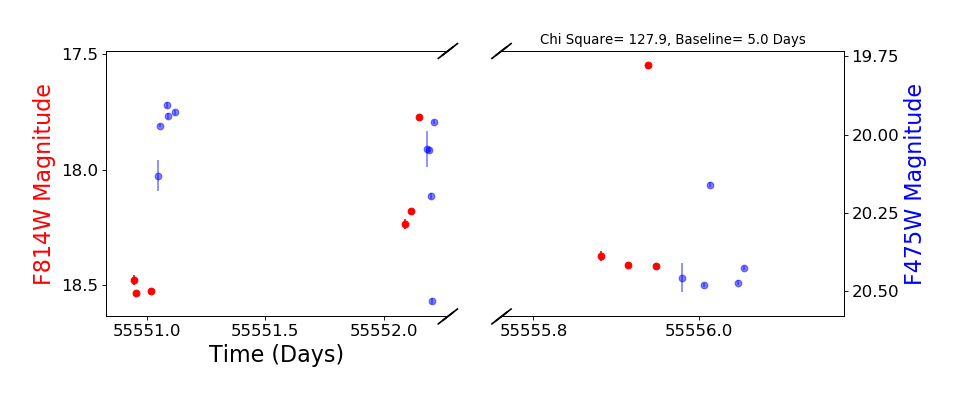 Chi Square= 127.9, Baseline= 5.0 Days
F814W Magnitude
17.5
18.0
18.5
19.75
20.00
20.25
20.50
F475W Magnitude
55551.0 55551.5 55552.0 55555.8 55556.0
Time (Days)